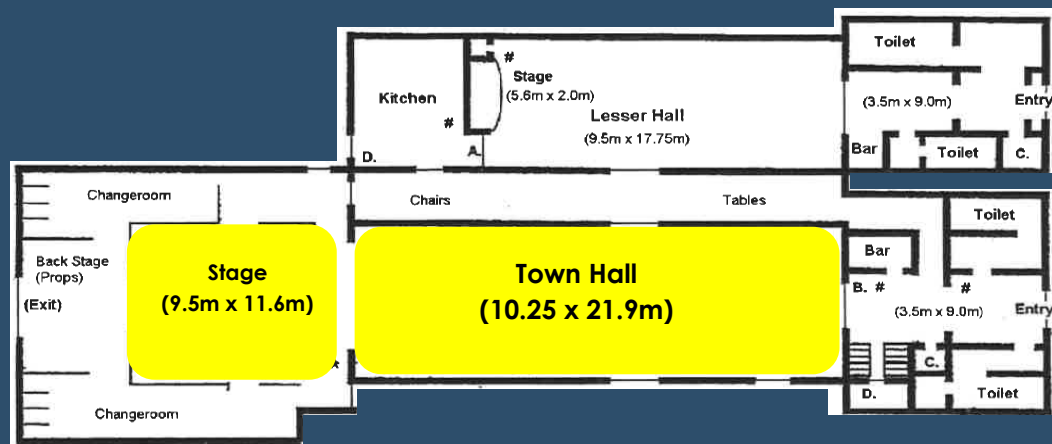 Toilet
#
Stage
(5.6m x 2.0m)
Kitchen
#
(3.5m x 9.0m)
Entry
Lesser Hall
(9.5m x 17.75m)
D.
A.
Bar
Toilet
C.
Changeroom
Chairs
Tables
Toilet
Back Stage
(Props)
(Exit)
Stage
(9.5m x 11.6m)
Town Hall
(10.25 x 21.9m)
Bar
B. #
#
(3.5m x 9.0m)
Entry
C.
D.
Toilet
Changeroom